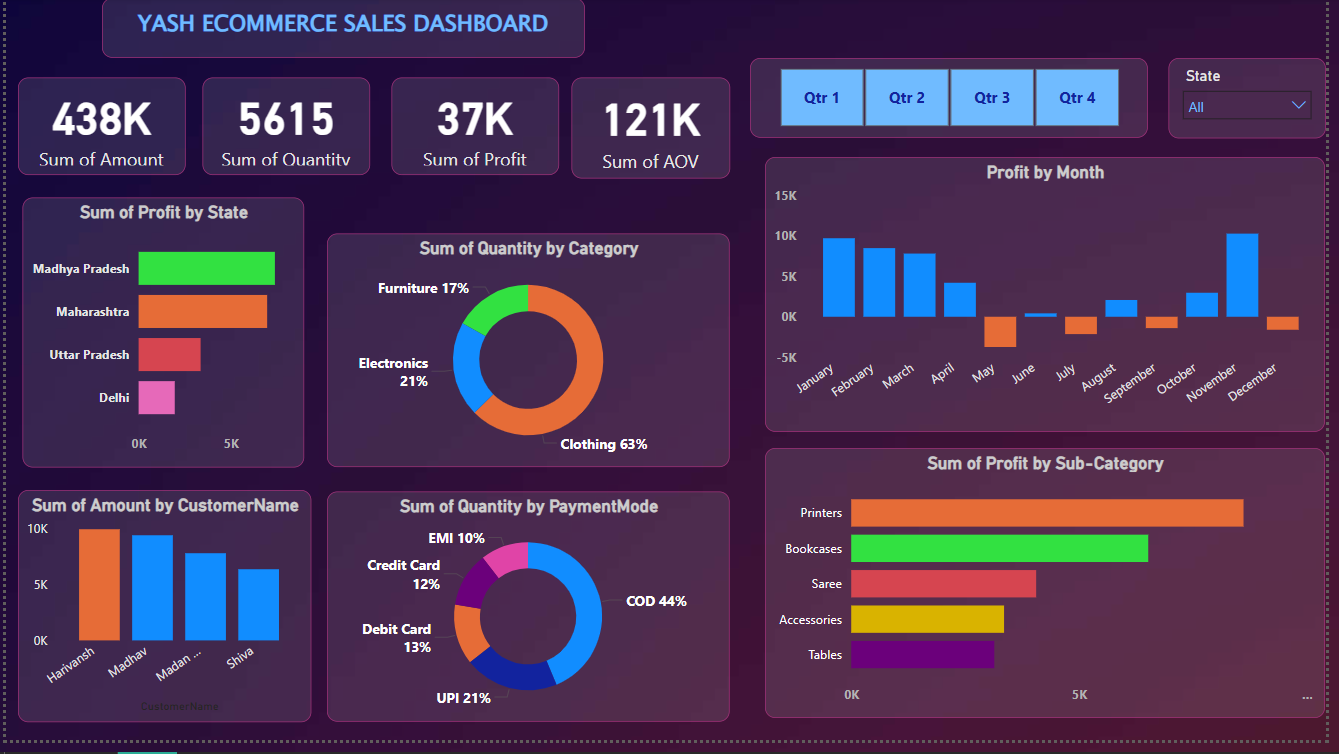 YASH ECOMMERCE SALES DASHBOARD
438K
Sum of Amount
5615
Sum of Quantity
37K
Sum of Profit
121K
Sum of AOV
Qtr 1
Qtr 2
Qtr 3
Qtr 4
State
All
Sum of Profit by State
Madhya Pradesh
Maharashtra
Uttar Pradesh
Delhi
0K
5K
Sum of Quantity by Category
Furniture 17%
Electronics
21%
Clothing 63%
Profit by Month
15K
10K
5K
0K
-5K
January
February
March
April
May
June
July
August
September
October
November
December
Sum of Amount by CustomerName
10K
5K
0K
Harivansh
Madhav
Madan ...
Shiva
CustomerName
Sum of Quantity by PaymentMode
EMI 10%
Credit Card
12%
Debit Card
13%
UPI 21%
COD 44%
Sum of Profit by Sub-Category
Printers
Bookcases
Saree
Accessories
Tables
0K
5K
...